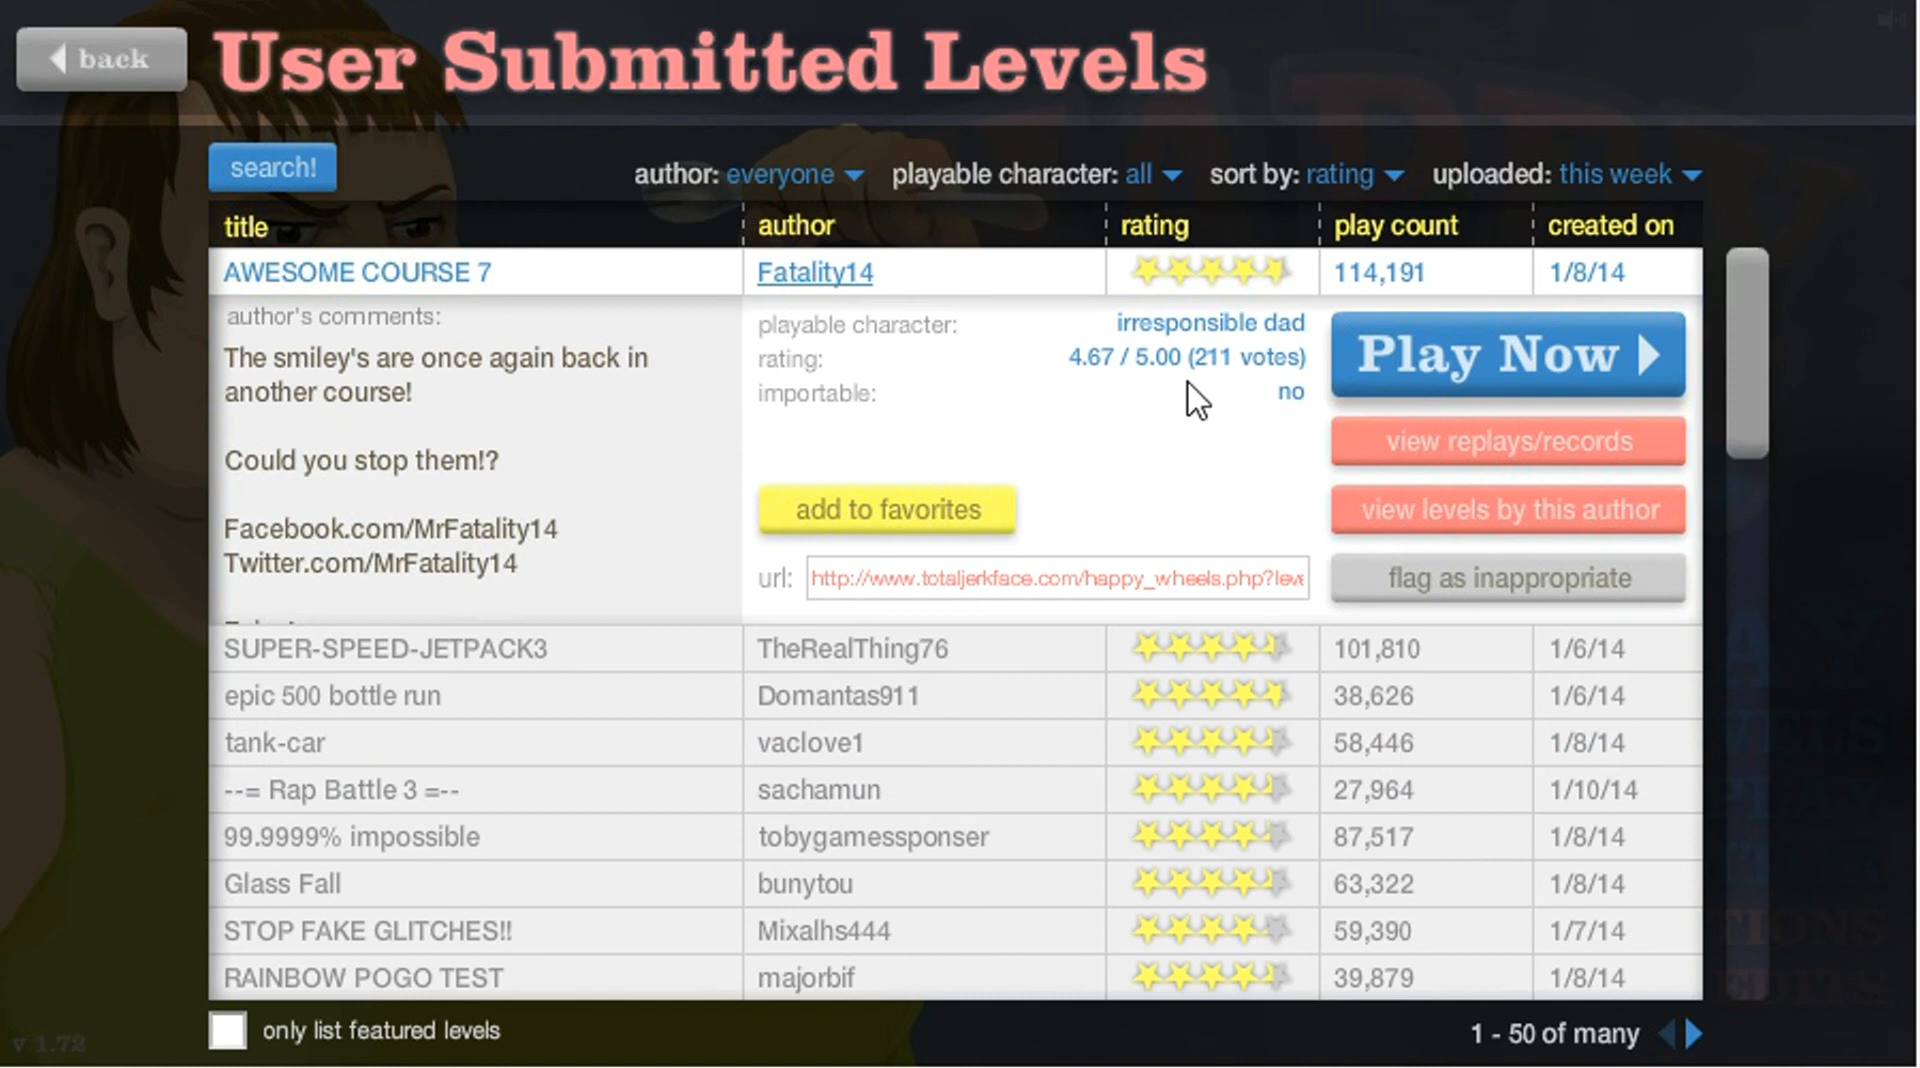 back
User Submitted Levels
search!
author: everyone playable character: all sort by: rating uploaded: this week
title author rating play count created on
AWESOME COURSE 7 Fatality14 114,191 1/8/14
author's comments:
The smiley's are once again back in
another course!
Could you stop them!?
Facebook.com/MrFatality14
Twitter.com/MrFatality14
playable character: irresponsible dad
rating: 4.67 / 5.00 (211 votes)
importable: no
add to favorites
url: http://www.totaljerkface.com/happy_wheels.php?leve
Play Now
view replays/records
view levels by this author
flag as inappropriate
SUPER-SPEED-JETPACK3 TheRealThing76 101,810 1/6/14
epic 500 bottle run Domantas911 38,626 1/6/14
tank-car vaclove1 58,446 1/8/14
--= Rap Battle 3 =-- sachamun 27,964 1/10/14
99.9999% impossible tobygamessponser 87,517 1/8/14
Glass Fall bunytou 63,322 1/8/14
STOP FAKE GLITCHES!! Mixalhs444 59,390 1/7/14
RAINBOW POGO TEST majorbif 39,879 1/8/14
only list featured levels
1 - 50 of many
v 1.72